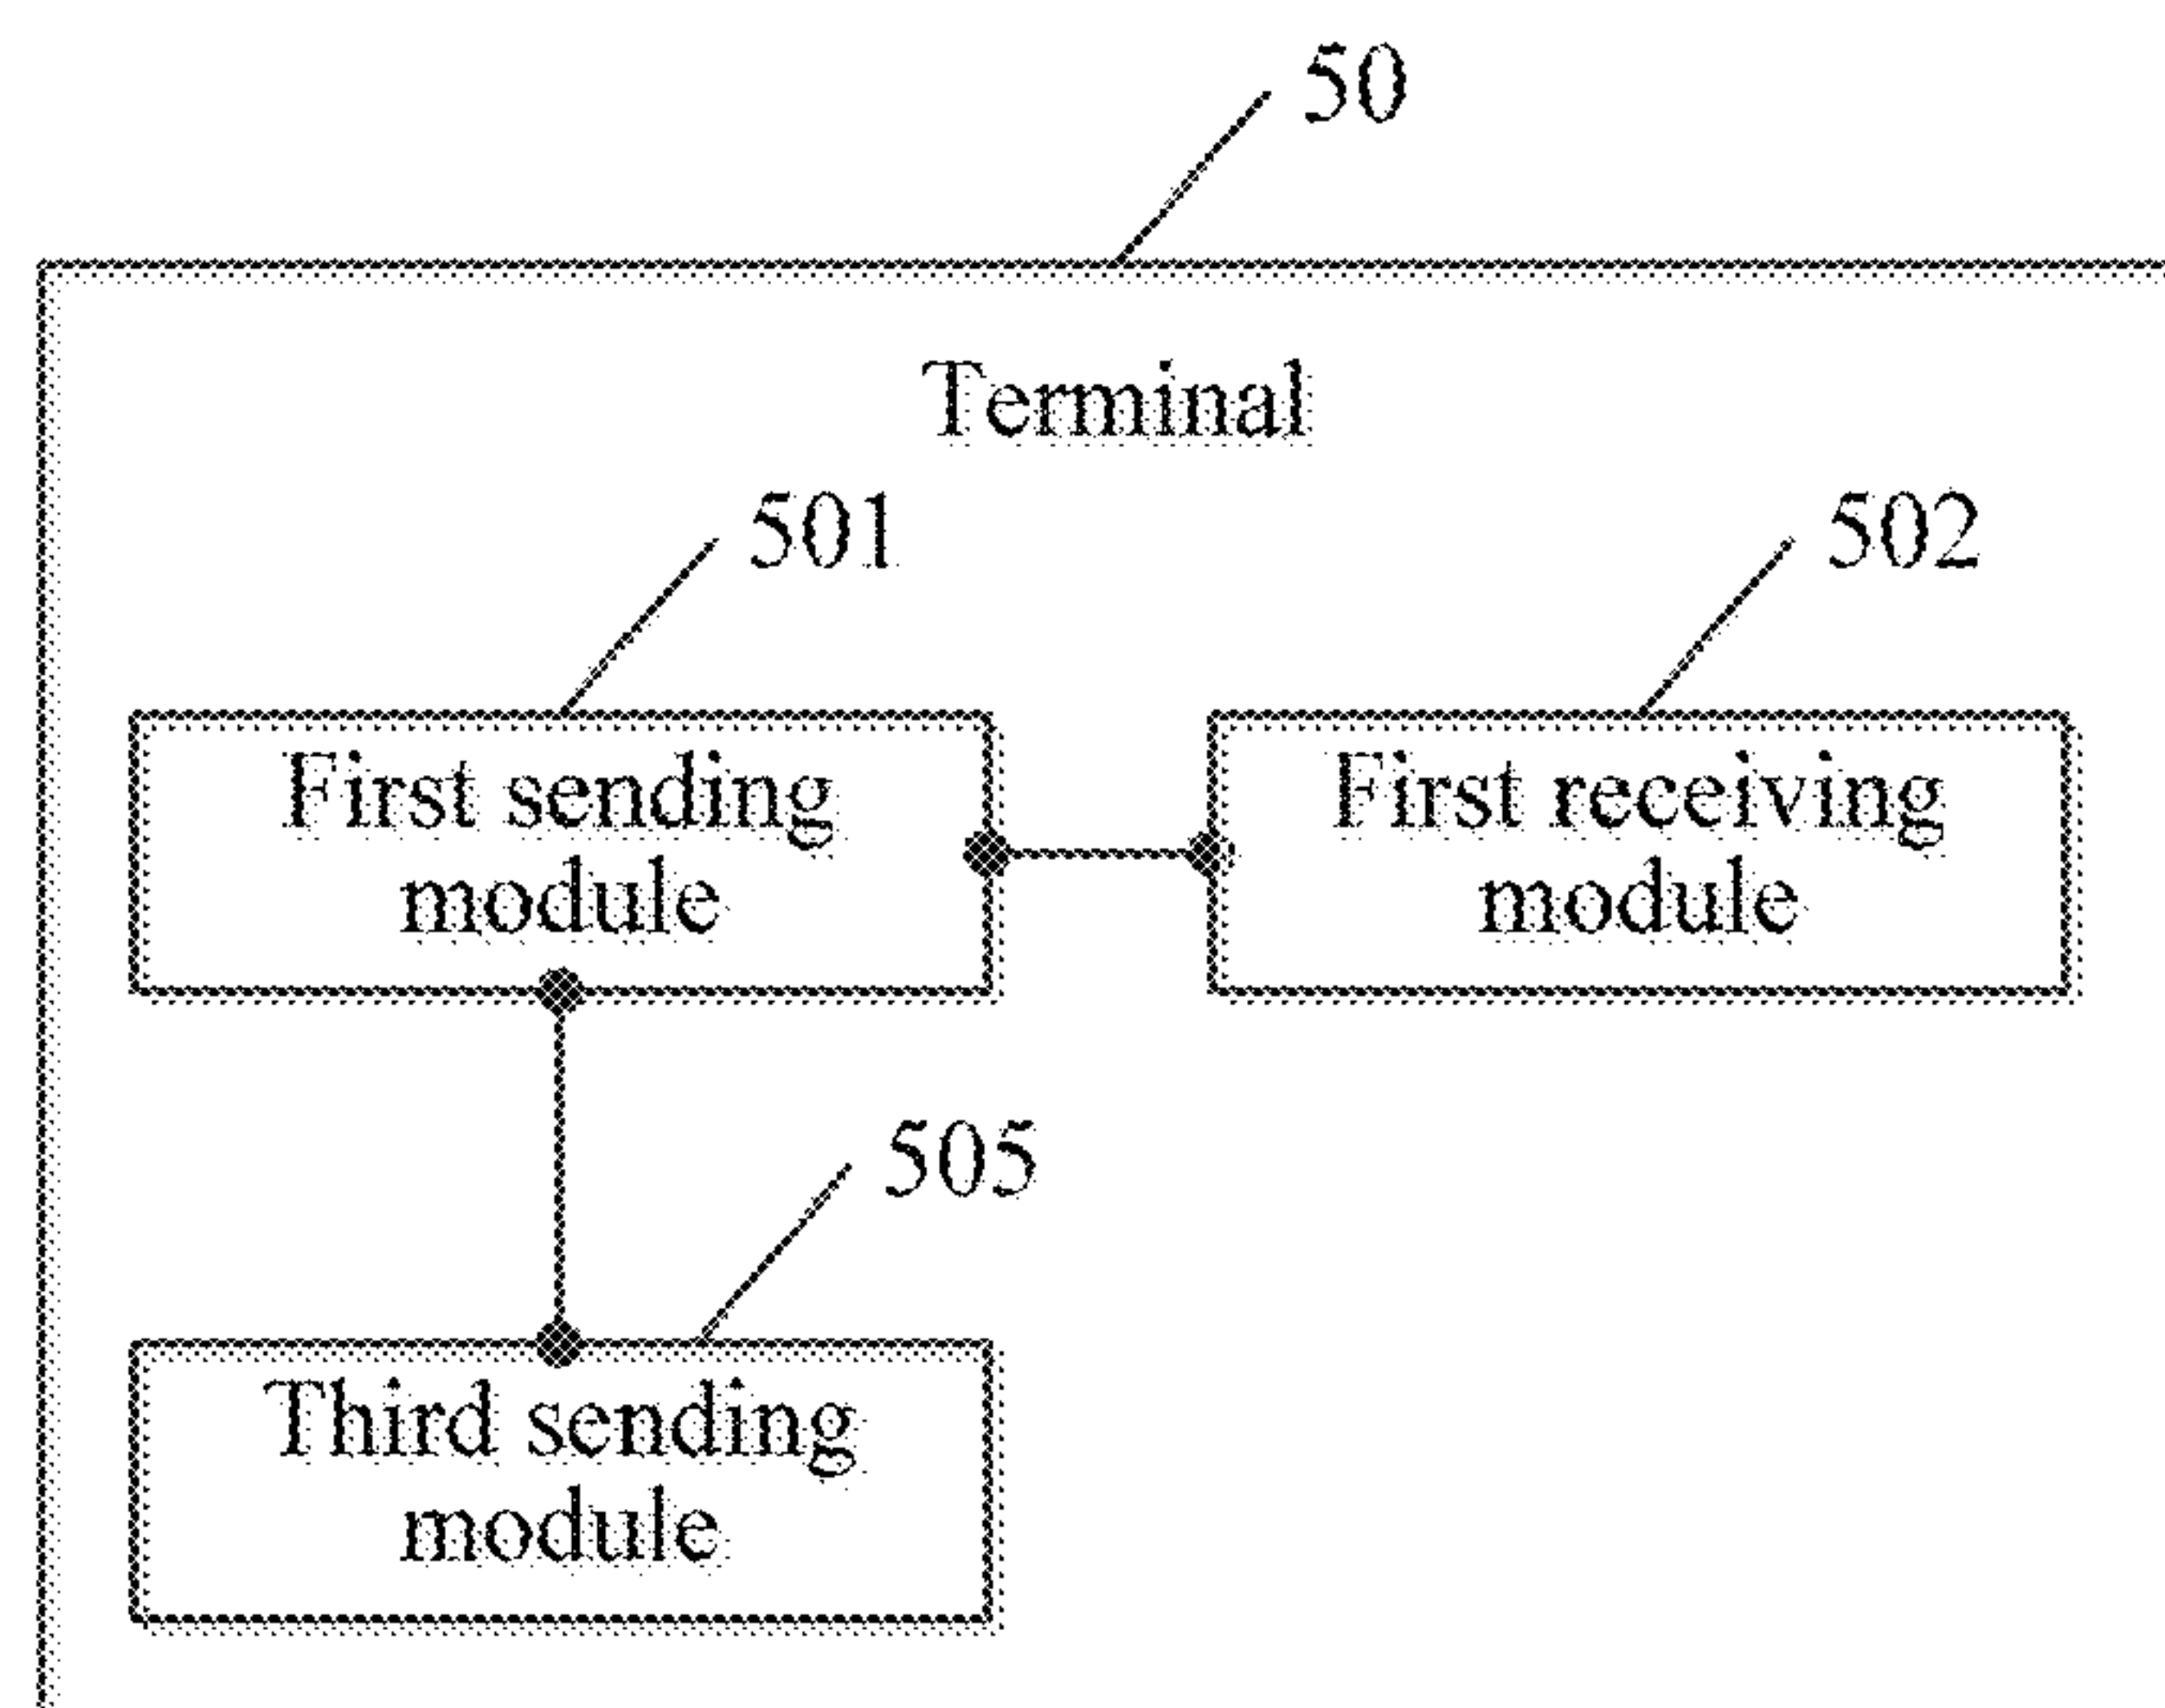 50
Terminal
501
502
First sending
module
First receiving
module
505
Third sending
module